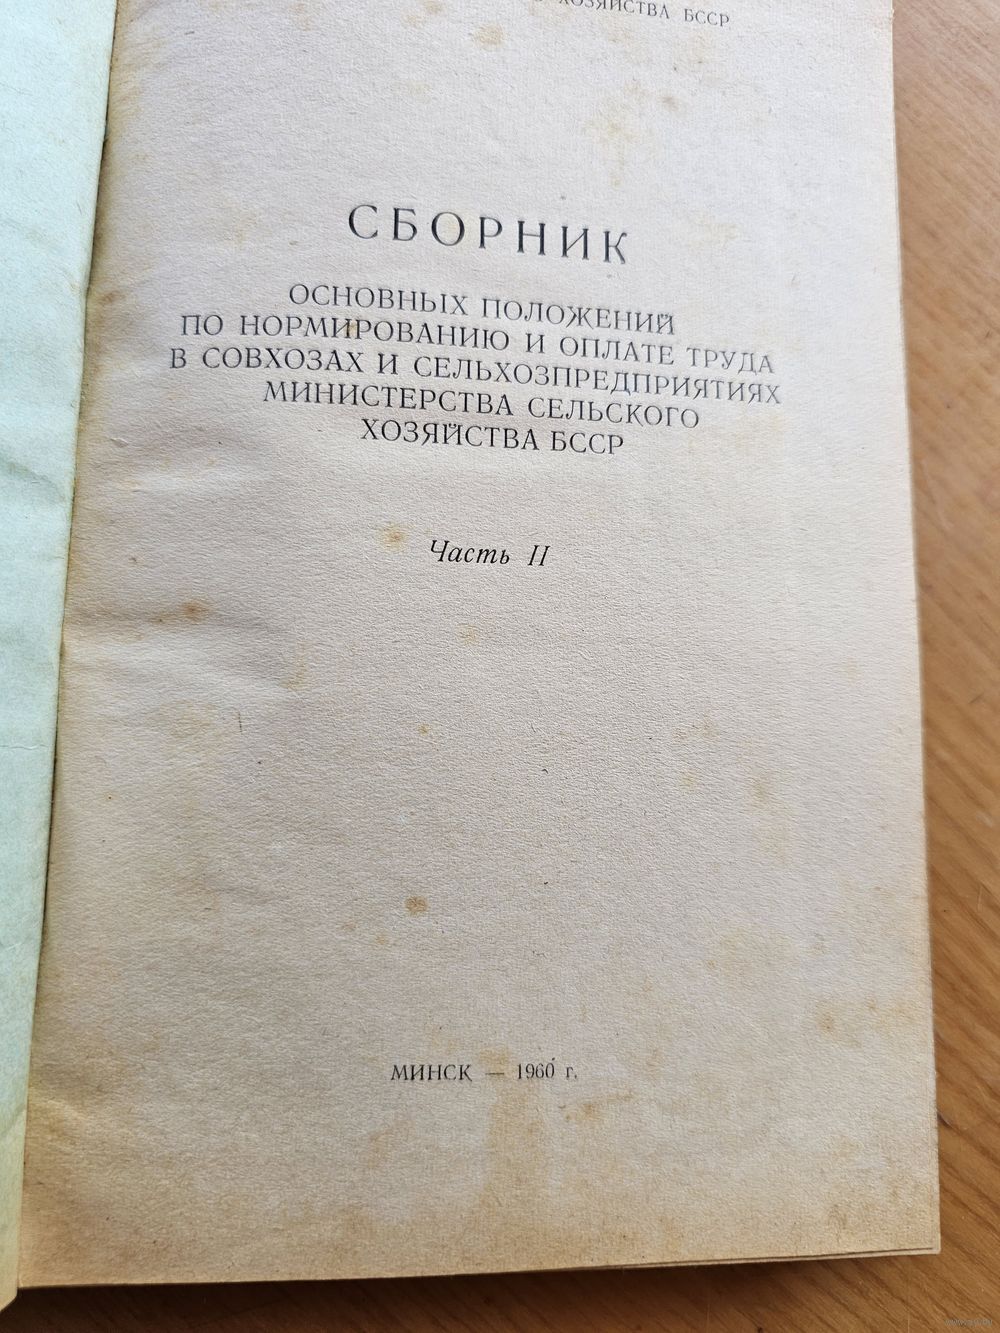 ХОЗЯЙСТВА БССР
СБОРНИК
ОСНОВНЫХ ПОЛОЖЕНИЙ
ПО НОРМИРОВАНИЮ И ОПЛАТЕ ТРУДА
В СОВХОЗАХ И СЕЛЬХОЗПРЕДПРИЯТИЯХ
МИНИСТЕРСТВА СЕЛЬСКОГО
ХОЗЯЙСТВА БССР
Часть II
МИНСК — 1960 г.